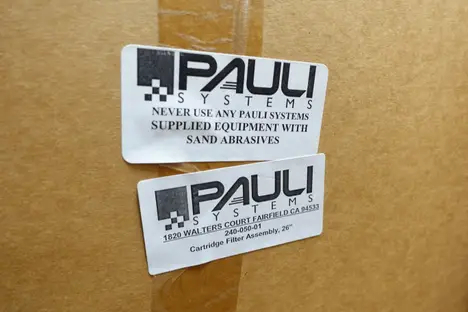 PAULI
SYSTEMS
NEVER USE ANY PAULI SYSTEMS
SUPPLIED EQUIPMENT WITH
SAND ABRASIVES
PAULI
SYSTEMS
1820 WALTERS COURT FAIRFIELD CA 94533
240-050-01
Cartridge Filter Assembly, 26"